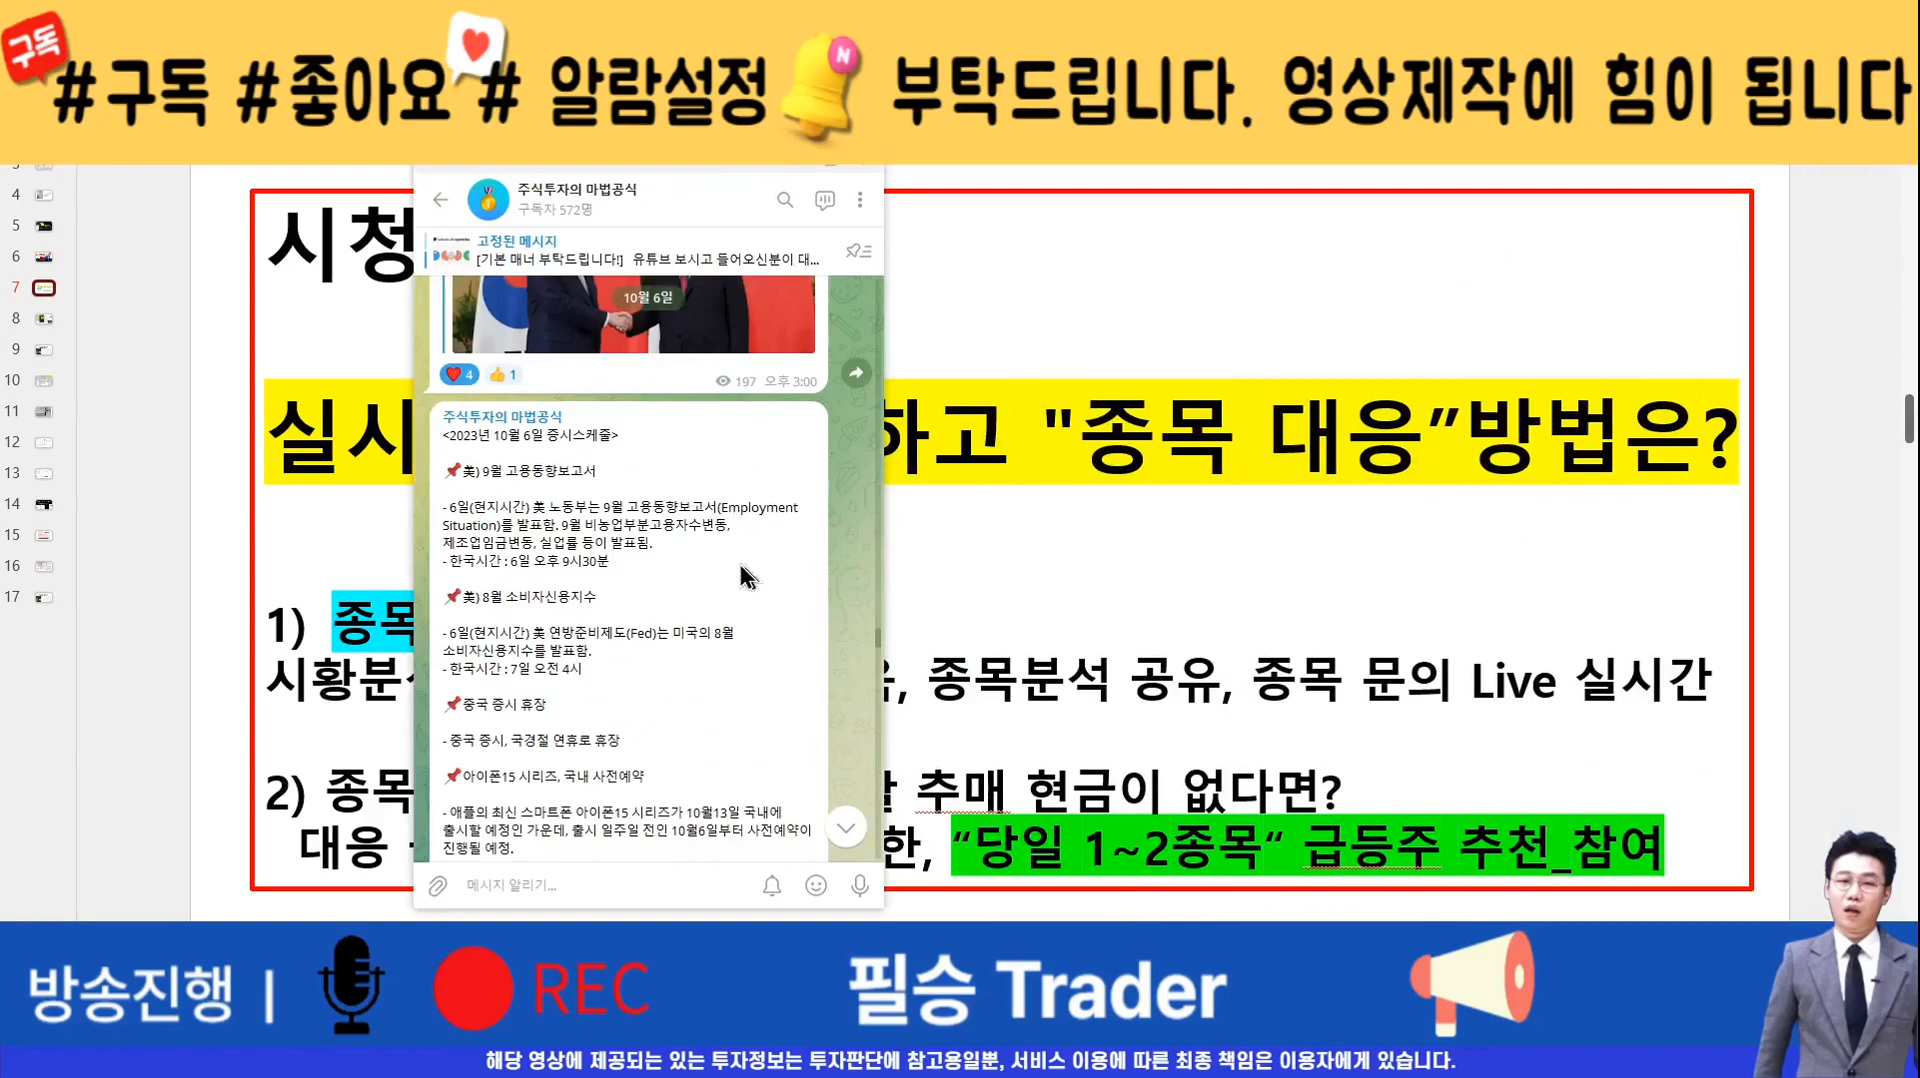 구독
N
#구독 #좋아요 # 알람설정 부탁드립니다. 영상제작에 힘이 됩니다
4
5
6
7
8
9
10
11
12
13
14
15
16
17
시청
실시
하고 "종목 대응”방법은?
1) 종목
시황분
, 종목분석 공유, 종목 문의 Live 실시간
2) 종목
추매 현금이 없다면?
대응
한, “당일 1~2종목“ 급등주 추천_참여
주식투자의 마법공식
구독자 572명
고정된 메시지
[기본 매너 부탁드립니다!] 유튜브 보시고 들어오신분이 대...
10월 6일
4
1
197 오후 3:00
주식투자의 마법공식
<2023년 10월 6일 증시스케줄>
美) 9월 고용동향보고서
- 6일(현지시간) 美 노동부는 9월 고용동향보고서(Employment
Situation)를 발표함. 9월 비농업부분고용자수변동,
제조업임금변동, 실업률 등이 발표됨.
- 한국시간 : 6일 오후 9시30분
美) 8월 소비자신용지수
- 6일(현지시간) 美 연방준비제도(Fed)는 미국의 8월
소비자신용지수를 발표함.
- 한국시간 : 7일 오전 4시
중국 증시 휴장
- 중국 증시, 국경절 연휴로 휴장
아이폰15 시리즈, 국내 사전예약
- 애플의 최신 스마트폰 아이폰15 시리즈가 10월13일 국내에
출시할 예정인 가운데, 출시 일주일 전인 10월6일부터 사전예약이
진행될 예정.
메시지 알리기...
방송진행 |
REC
필승 Trader
해당 영상에 제공되는 있는 투자정보는 투자판단에 참고용일뿐, 서비스 이용에 따른 최종 책임은 이용자에게 있습니다.